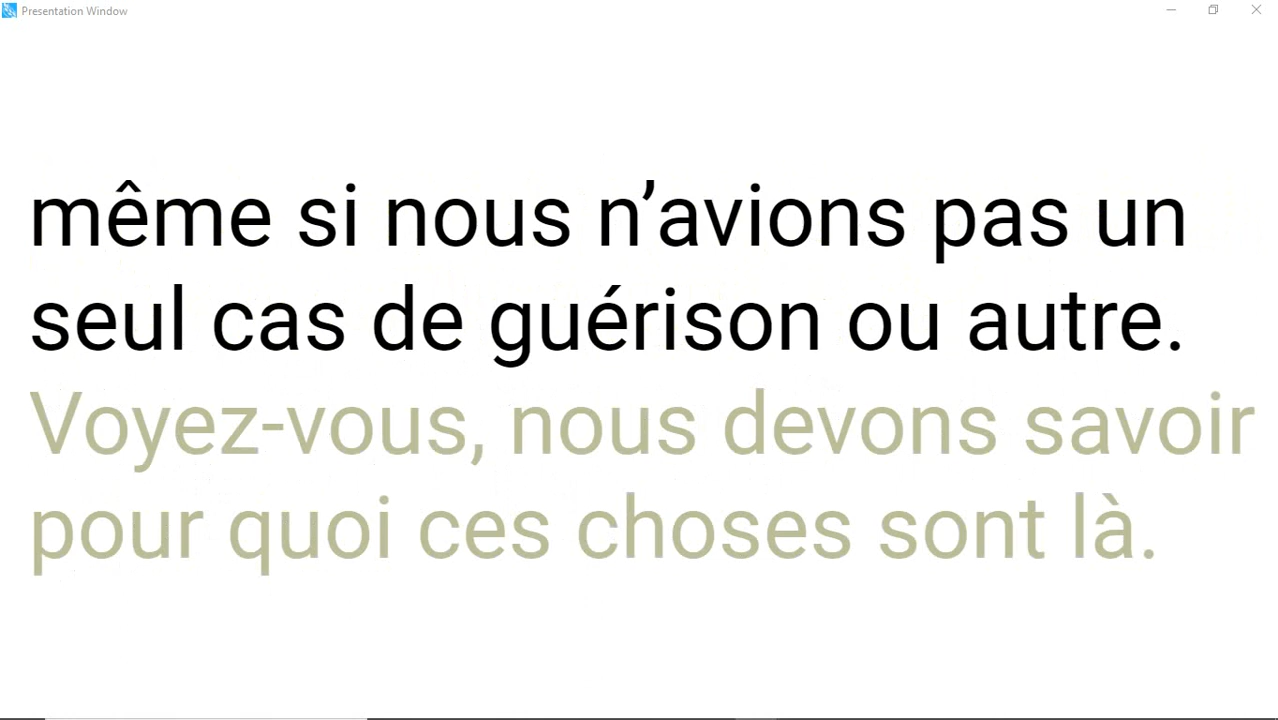 Presentation Window
même si nous n’avions pas un
seul cas de guérison ou autre.
Voyez-vous, nous devons savoir
pour quoi ces choses sont là.